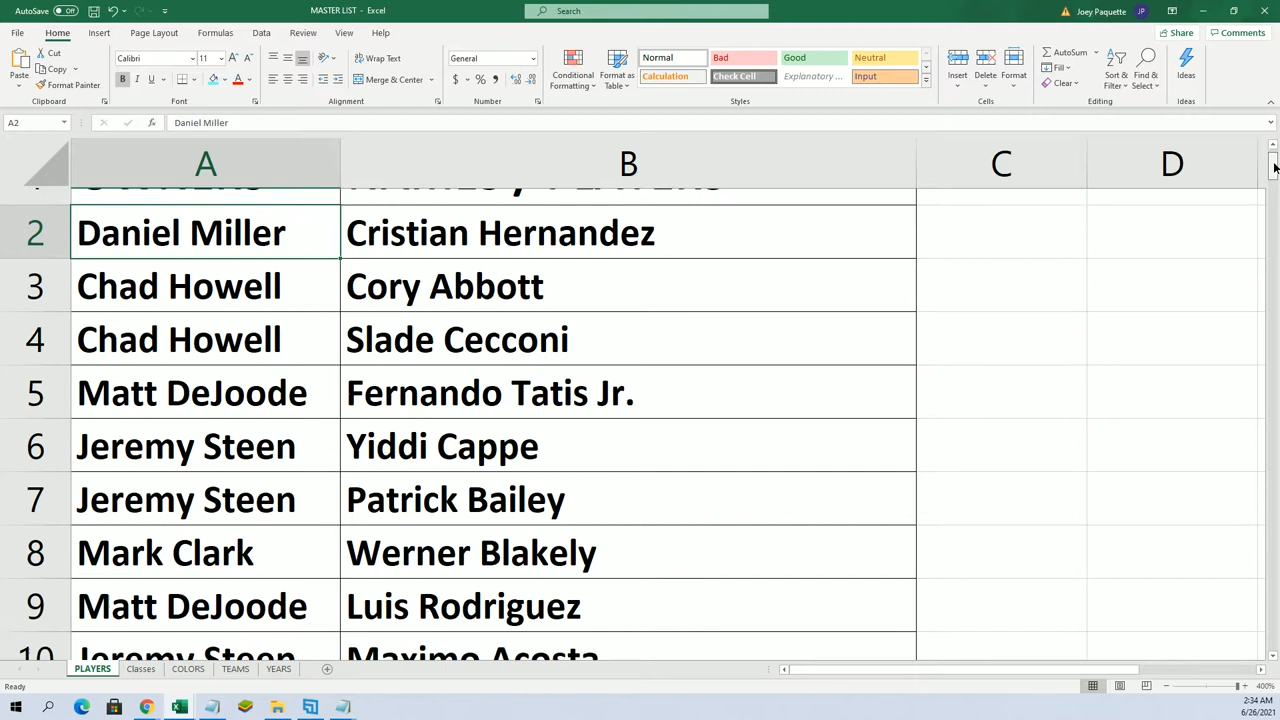 AutoSave Off MASTER LIST - Excel Search Joey Paquette JP
File Home Insert Page Layout Formulas Data Review View Help Share Comments
Paste Cut Copy Format Painter Clipboard
Calibri 11 B I U A A Font
Wrap Text Merge & Center Alignment
General $ % Number
Conditional Formatting Format as Table
Normal Bad Good Neutral
Calculation Check Cell Explanatory ... Input
Styles
Insert Delete Format Cells
AutoSum Fill Clear Sort & Filter Find & Select Editing
Ideas Ideas
A2 fx Daniel Miller
A B C D
2 Daniel Miller Cristian Hernandez
3 Chad Howell Cory Abbott
4 Chad Howell Slade Cecconi
5 Matt DeJoode Fernando Tatis Jr.
6 Jeremy Steen Yiddi Cappe
7 Jeremy Steen Patrick Bailey
8 Mark Clark Werner Blakely
9 Matt DeJoode Luis Rodriguez
10 Jeremy Steen Maximo Acosta
PLAYERS Classes COLORS TEAMS YEARS
Ready 400%
2:34 AM
6/26/2021